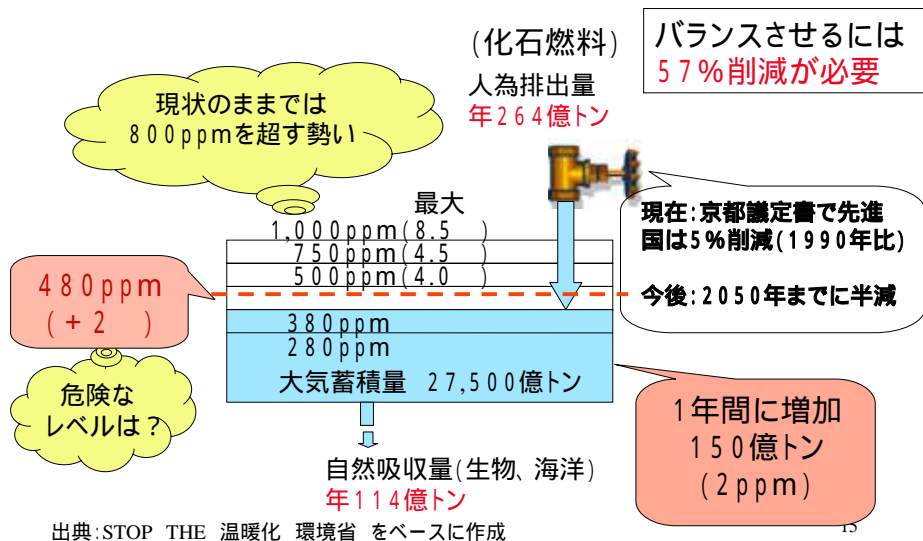 (化石燃料)
人為排出量
年264億トン
バランスさせるには
57%削減が必要
現状のままでは
800ppmを超す勢い
最大
1,000ppm(8.5 )
750ppm(4.5 )
500ppm(4.0 )
現在:京都議定書で先進
国は5%削減(1990年比)
今後:2050年までに半減
480ppm
(+2 )
380ppm
280ppm
大気蓄積量 27,500億トン
危険な
レベルは?
1年間に増加
150億トン
(2ppm)
自然吸収量(生物、海洋)
年114億トン
出典:STOP THE 温暖化 環境省 をベースに作成